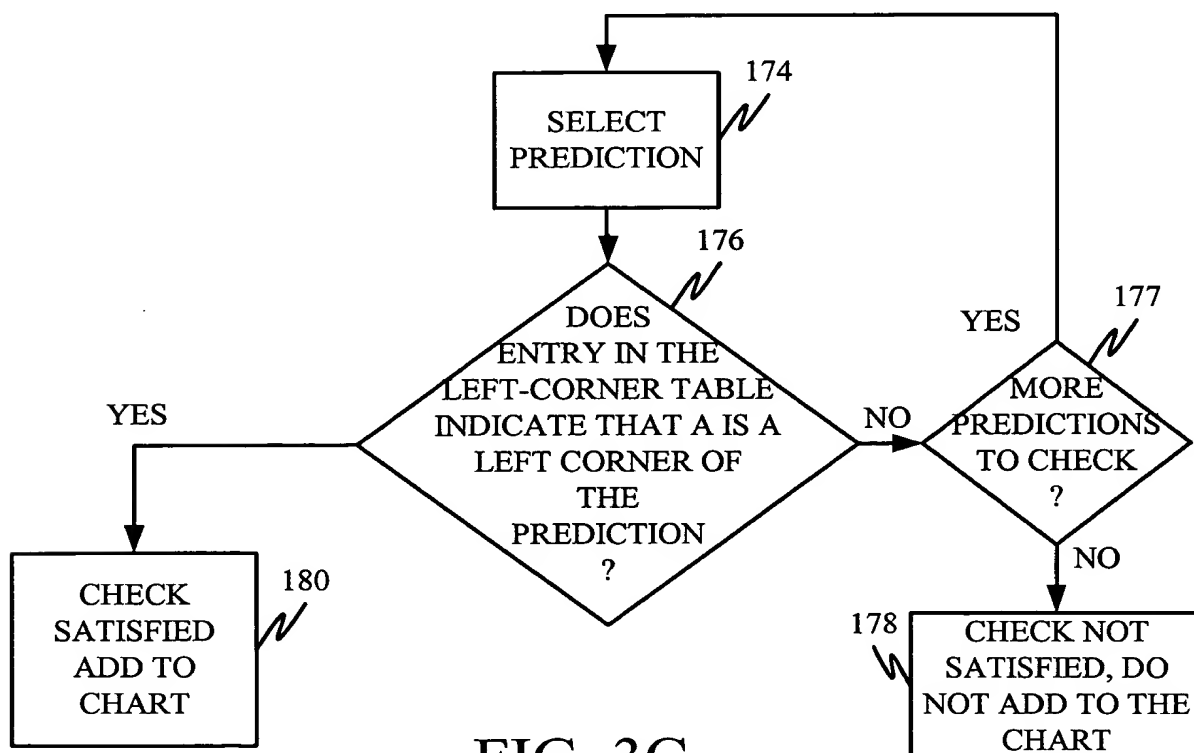 174
SELECT
PREDICTION
176
DOES
ENTRY IN THE
LEFT-CORNER TABLE
INDICATE THAT A IS A
LEFT CORNER OF
THE
PREDICTION
?
YES
NO
177
YES
MORE
PREDICTIONS
TO CHECK
?
NO
180
CHECK
SATISFIED
ADD TO
CHART
178
CHECK NOT
SATISFIED, DO
NOT ADD TO THE
CHART
FIG. 3C